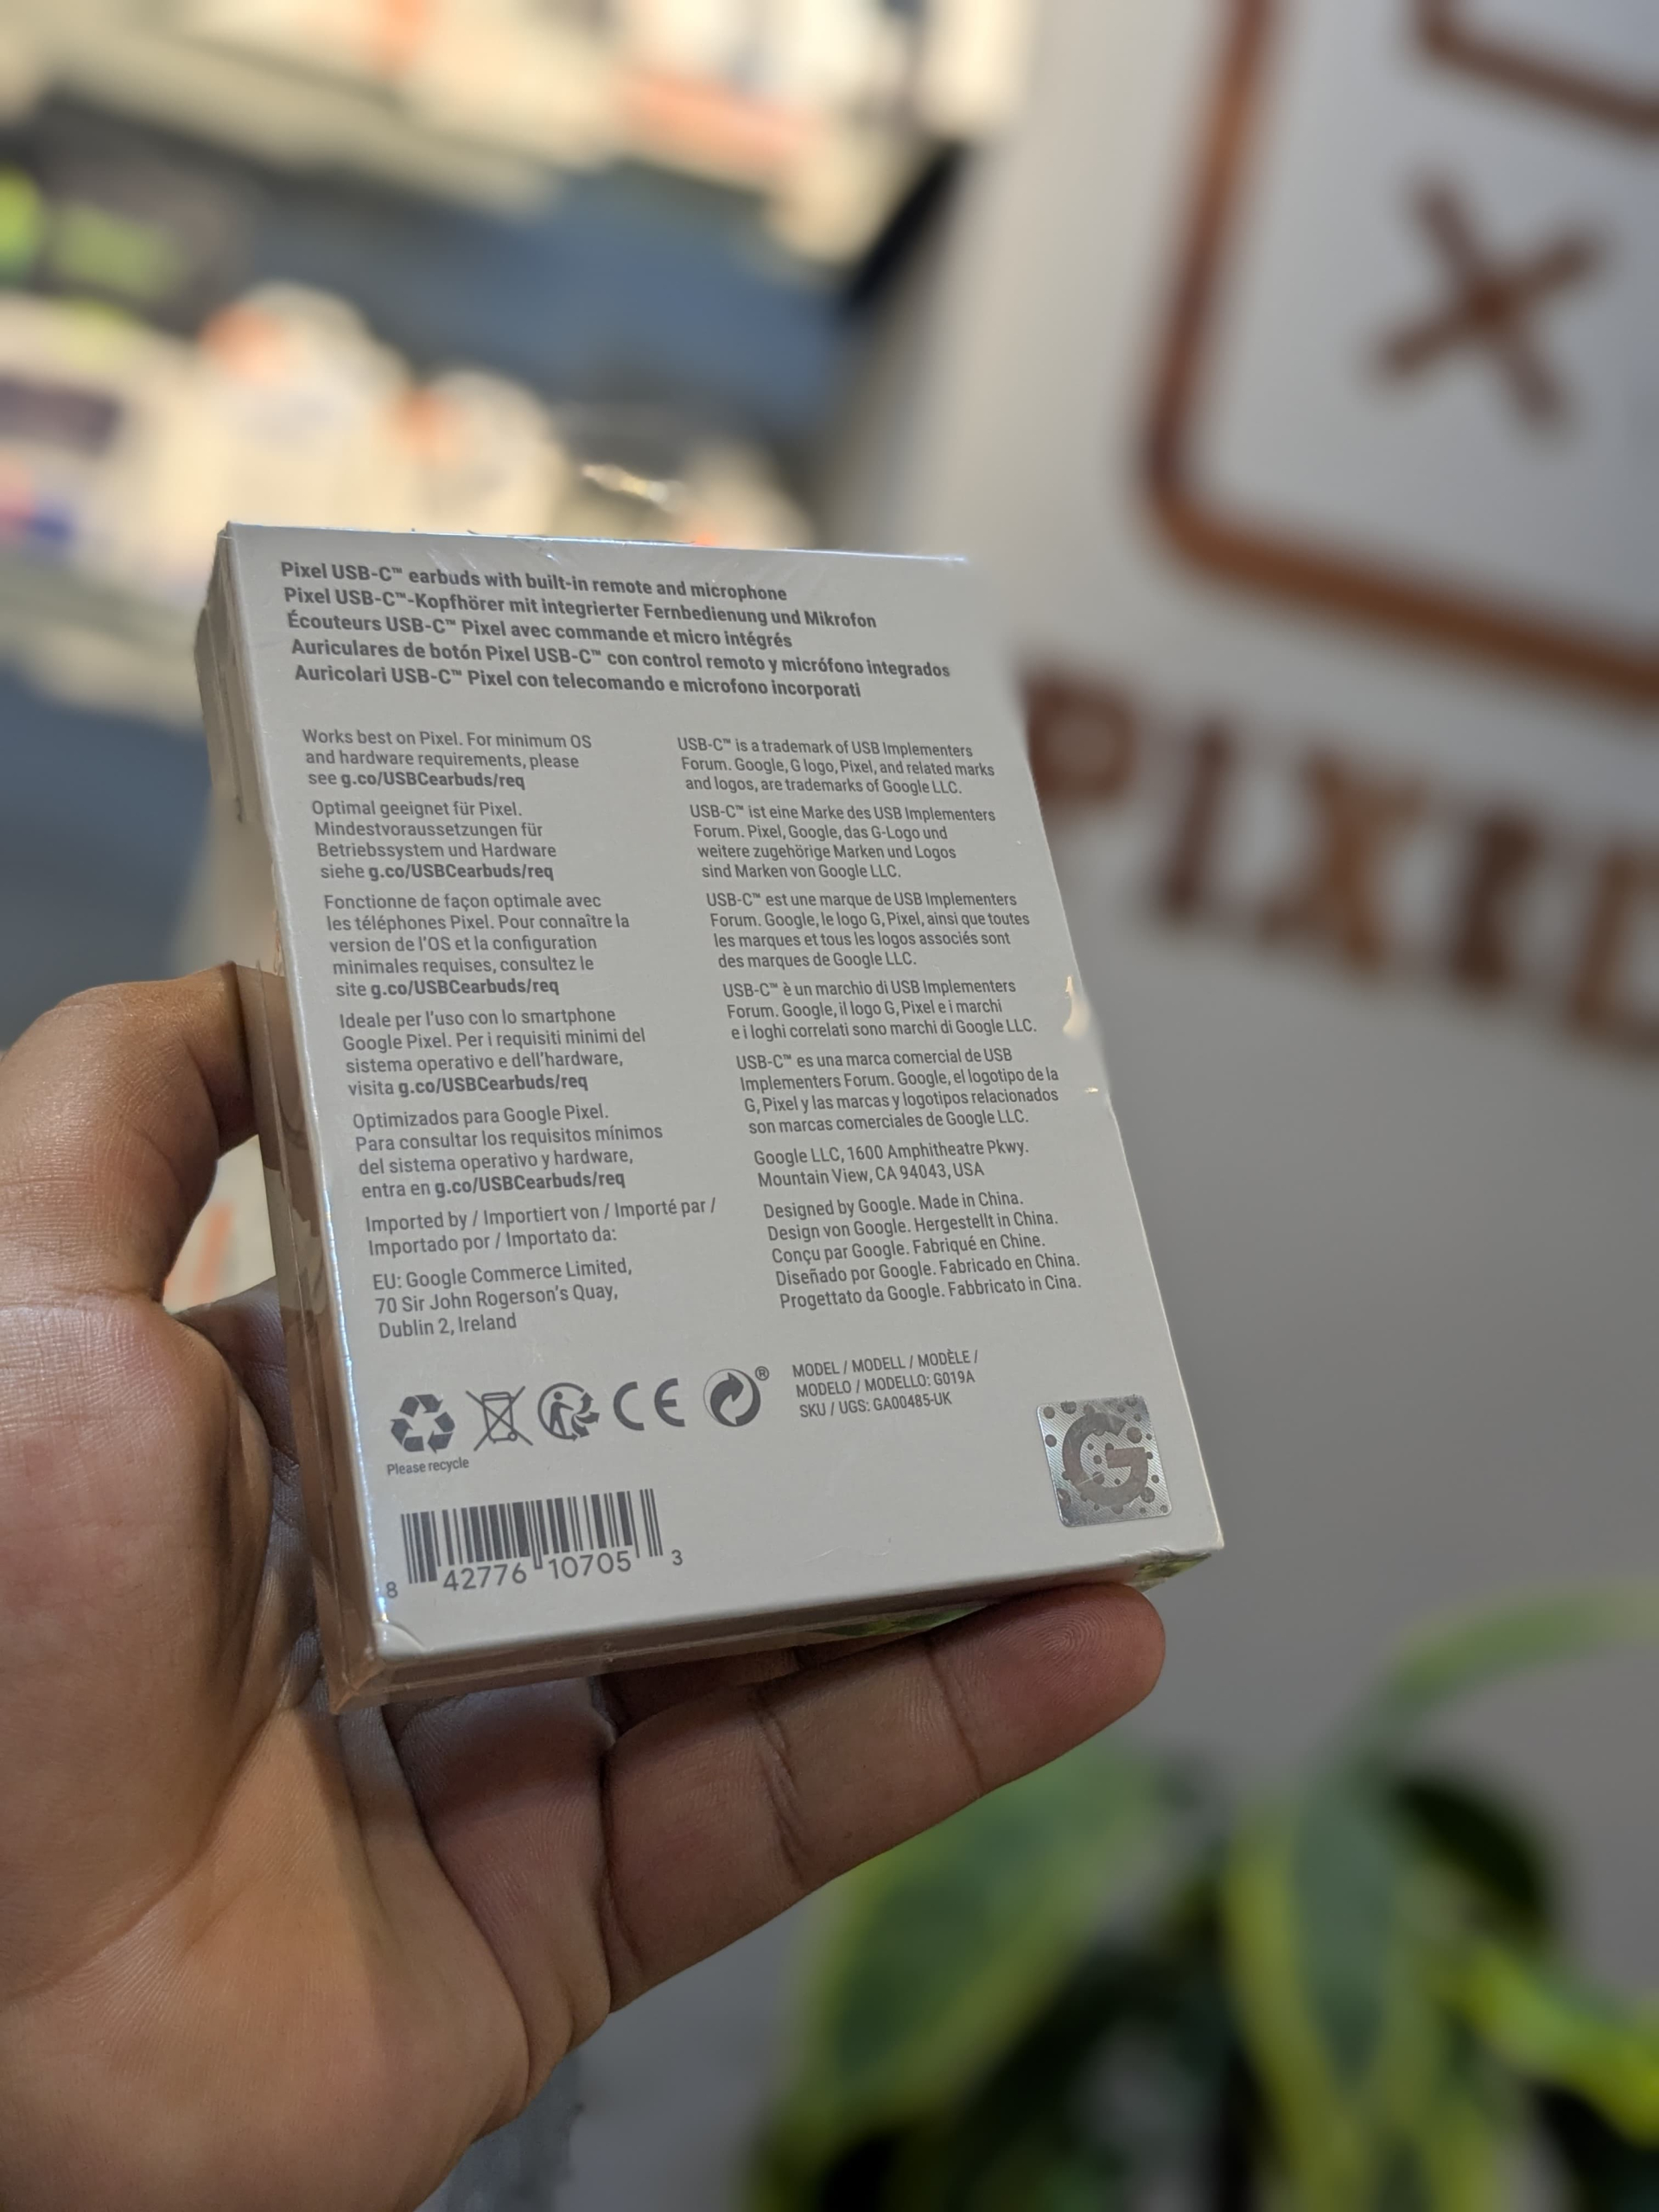 Pixel USB-C™ earbuds with built-in remote and microphone
Pixel USB-C™-Kopfhörer mit integrierter Fernbedienung und Mikrofon
Écouteurs USB-C™ Pixel avec commande et micro intégrés
Auriculares de botón Pixel USB-C™ con control remoto y micrófono integrados
Auricolari USB-C™ Pixel con telecomando e microfono incorporati
Works best on Pixel. For minimum OS
and hardware requirements, please
see g.co/USBCearbuds/req
Optimal geeignet für Pixel.
Mindestvoraussetzungen für
Betriebssystem und Hardware
siehe g.co/USBCearbuds/req
Fonctionne de façon optimale avec
les téléphones Pixel. Pour connaître la
version de l'OS et la configuration
minimales requises, consultez le
site g.co/USBCearbuds/req
Ideale per l'uso con lo smartphone
Google Pixel. Per i requisiti minimi del
sistema operativo e dell'hardware,
visita g.co/USBCearbuds/req
Optimizados para Google Pixel.
Para consultar los requisitos mínimos
del sistema operativo y hardware,
entra en g.co/USBCearbuds/req
Imported by / Importiert von / Importé par /
Importado por / Importato da:
EU: Google Commerce Limited,
70 Sir John Rogerson's Quay,
Dublin 2, Ireland
USB-C™ is a trademark of USB Implementers
Forum. Google, G logo, Pixel, and related marks
and logos, are trademarks of Google LLC.
USB-C™ ist eine Marke des USB Implementers
Forum. Pixel, Google, das G-Logo und
weitere zugehörige Marken und Logos
sind Marken von Google LLC.
USB-C™ est une marque de USB Implementers
Forum. Google, le logo G, Pixel, ainsi que toutes
les marques et tous les logos associés sont
des marques de Google LLC.
USB-C™ è un marchio di USB Implementers
Forum. Google, il logo G, Pixel e i marchi
e i loghi correlati sono marchi di Google LLC.
USB-C™ es una marca comercial de USB
Implementers Forum. Google, el logotipo de la
G, Pixel y las marcas y logotipos relacionados
son marcas comerciales de Google LLC.
Google LLC, 1600 Amphitheatre Pkwy.
Mountain View, CA 94043, USA
Designed by Google. Made in China.
Design von Google. Hergestellt in China.
Conçu par Google. Fabriqué en Chine.
Diseñado por Google. Fabricado en China.
Progettato da Google. Fabbricato in Cina.
CE ®
MODEL / MODELL / MODÈLE /
MODELO / MODELLO: G019A
SKU / UGS: GA00485-UK
Please recycle
G
8 42776 10705 3
PIXEL